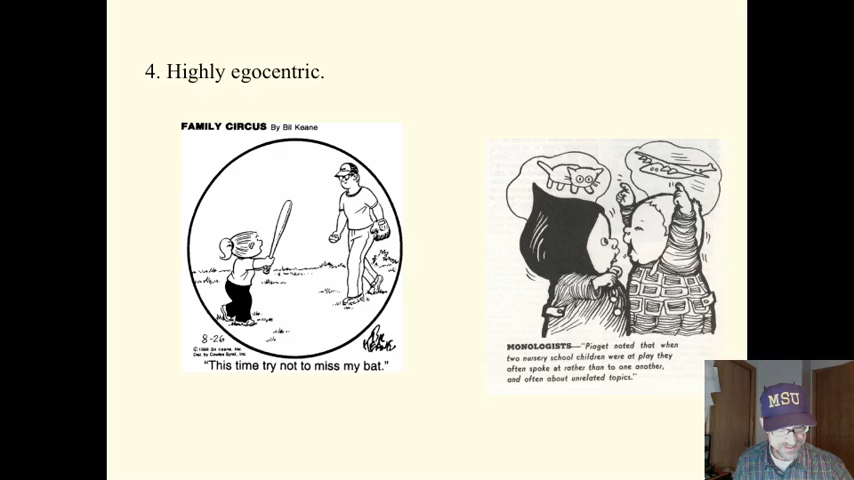 4. Highly egocentric.
FAMILY CIRCUS By Bil Keane
8-26
"This time try not to miss my bat."
MONOLOGISTS—"Piaget noted that when
two nursery school children were at play they
often spoke at rather than to one another,
and often about unrelated topics."
MSU